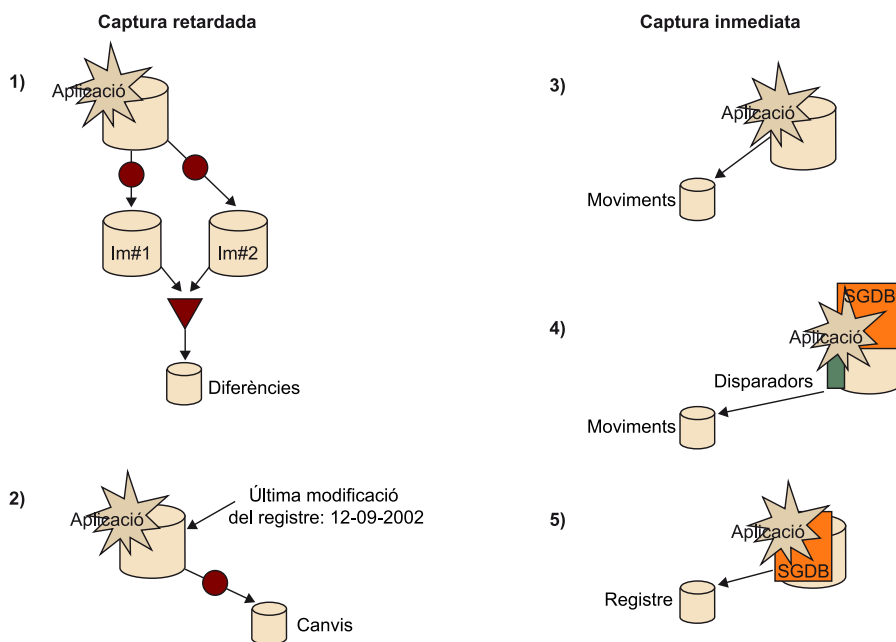 Captura retardada
1)
Aplicació
Im#1
Im#2
Diferències
2)
Aplicació
Última modificació
del registre: 12-09-2002
Canvis
Captura inmediata
3)
Aplicació
Moviments
4)
SGDB
Aplicació
Disparadors
Moviments
5)
Aplicació
SGDB
Registre